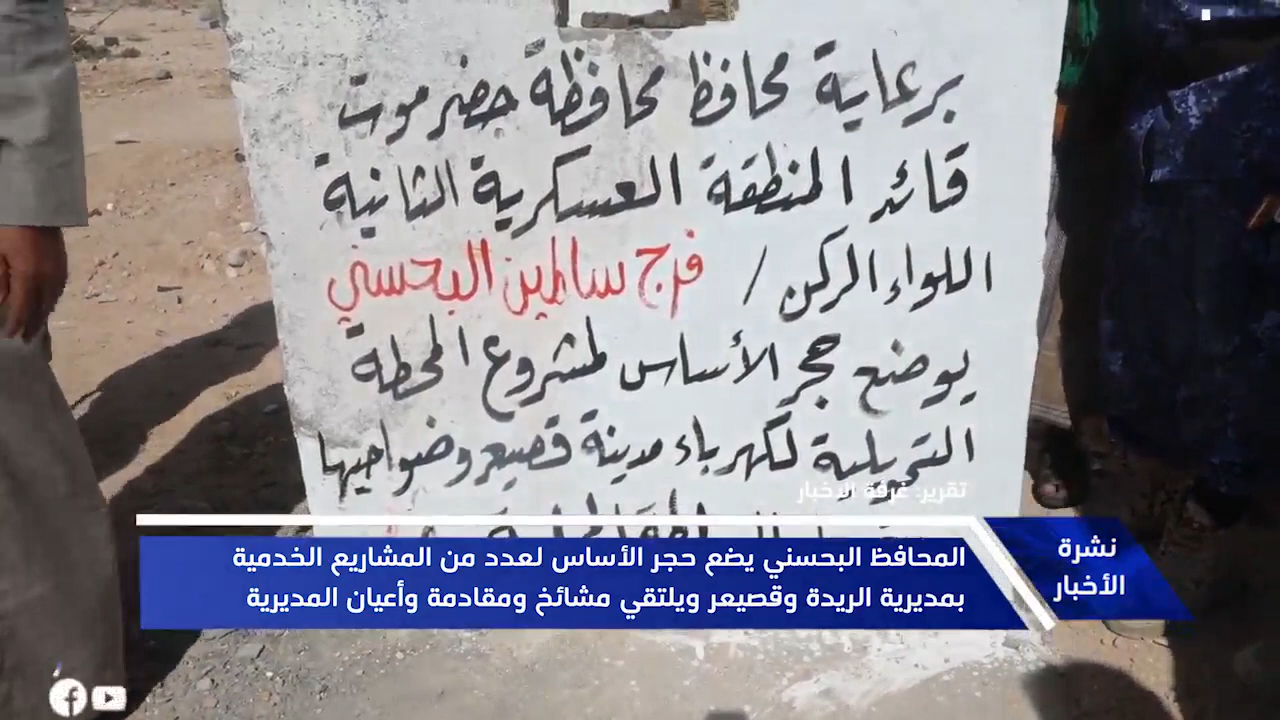 برعاية محافظ محافظة حضرموت
قائد المنطقة العسكرية الثانية
اللواء الركن / فرج سالمين البحسني
يوضع حجر الأساس لمشروع المحطة
التحويلية لكهرباء مدينة قصيعر وضواحيها
تقرير: غرفة الاخبار
المحافظ البحسني يضع حجر الأساس لعدد من المشاريع الخدمية
بمديرية الريدة وقصيعر ويلتقي مشائخ ومقادمة وأعيان المديرية
نشرة
الأخبار